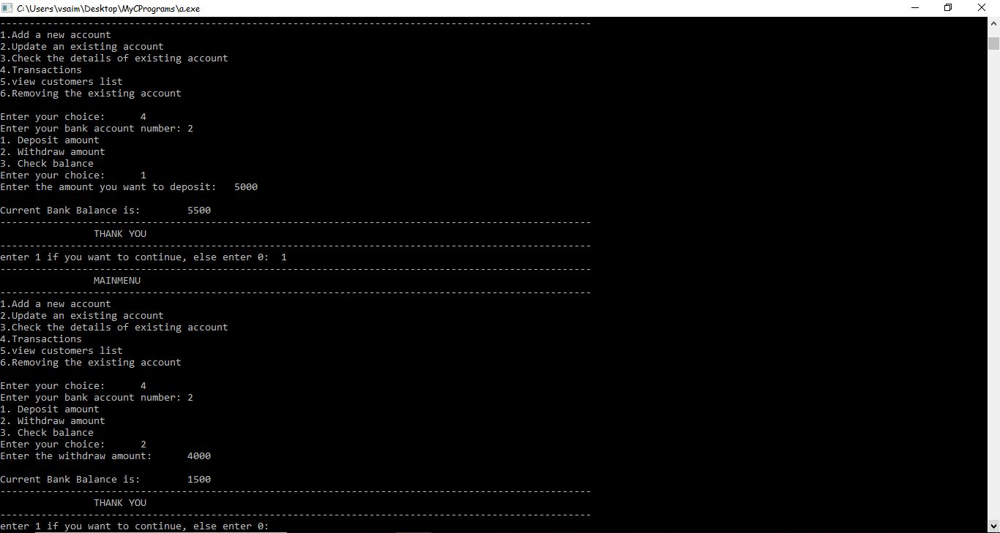 C:\Users\vsaim\Desktop\MyCPrograms\a.exe
-----------------------------------------------------------------------------------------------------
1.Add a new account
2.Update an existing account
3.Check the details of existing account
4.Transactions
5.view customers list
6.Removing the existing account

Enter your choice:      4
Enter your bank account number: 2
1. Deposit amount
2. Withdraw amount
3. Check balance
Enter your choice:      1
Enter the amount you want to deposit:   5000

Current Bank Balance is:        5500
-----------------------------------------------------------------------------------------------------
                THANK YOU
-----------------------------------------------------------------------------------------------------
enter 1 if you want to continue, else enter 0:  1
-----------------------------------------------------------------------------------------------------
                MAINMENU
-----------------------------------------------------------------------------------------------------
1.Add a new account
2.Update an existing account
3.Check the details of existing account
4.Transactions
5.view customers list
6.Removing the existing account

Enter your choice:      4
Enter your bank account number: 2
1. Deposit amount
2. Withdraw amount
3. Check balance
Enter your choice:      2
Enter the withdraw amount:      4000

Current Bank Balance is:        1500
-----------------------------------------------------------------------------------------------------
                THANK YOU
-----------------------------------------------------------------------------------------------------
enter 1 if you want to continue, else enter 0: